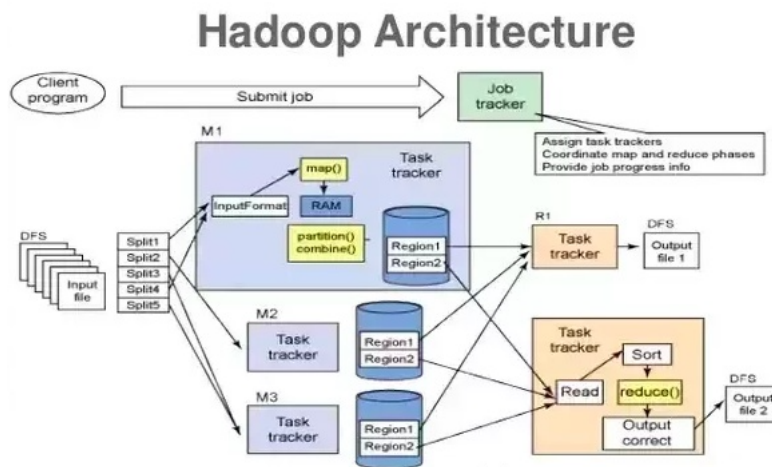 Hadoop Architecture
Client
program
Submit job
Job
tracker
Assign task trackers
Coordinate map and reduce phases
Provide job progress info
M1
Task
tracker
map()
InputFormat
RAM
partition()
combine()
Region1
Region2
DFS
Input
file
Split1
Split2
Split3
Split4
Split5
R1
Task
tracker
DFS
Output
file 1
M2
Task
tracker
Region1
Region2
M3
Task
tracker
Region1
Region2
Task
tracker
Sort
Read
reduce()
Output
correct
DFS
Output
file 2